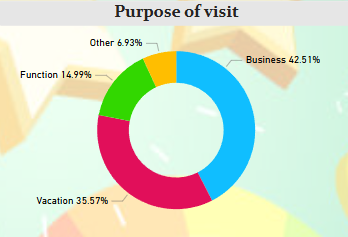 Purpose of visit
Other 6.93%
Business 42.51%
Function 14.99%
Vacation 35.57%